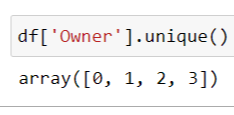 df['Owner'].unique()
array([0, 1, 2, 3])